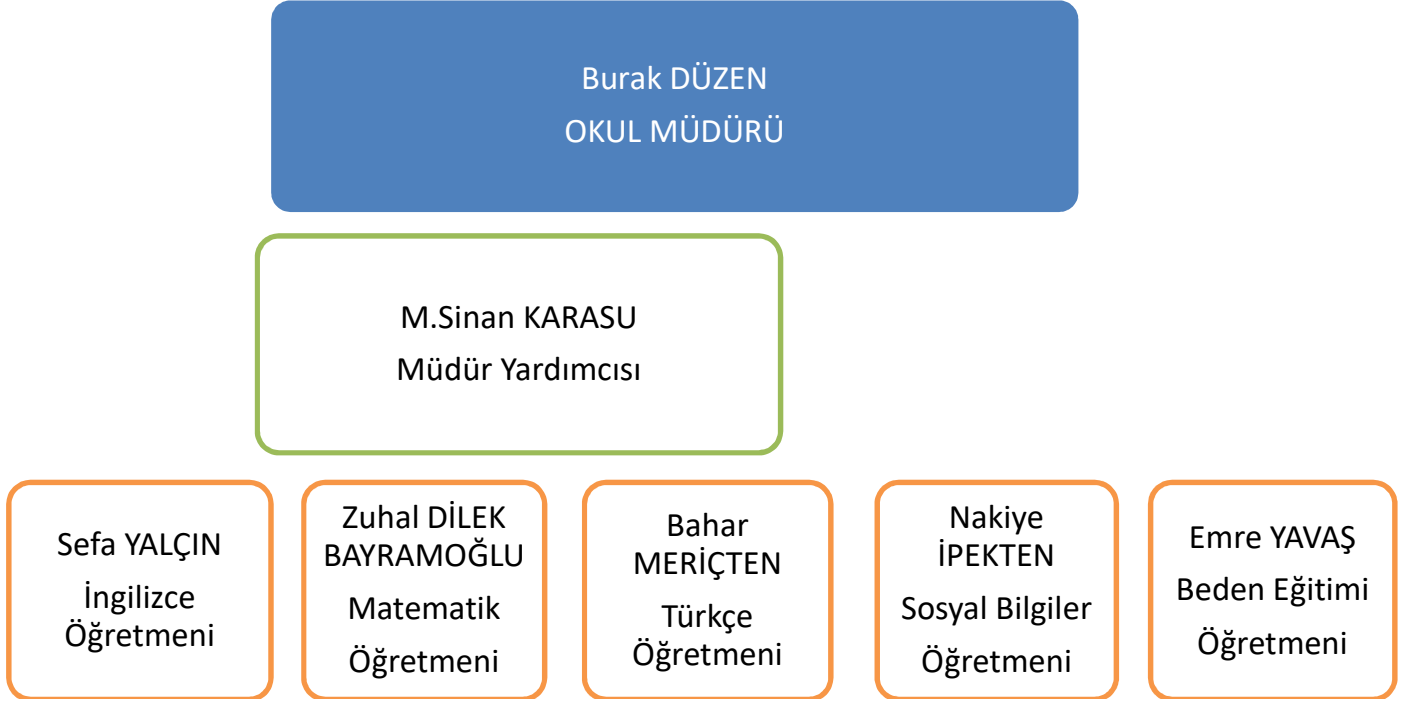 Burak DÜZEN
OKUL MÜDÜRÜ
M.Sinan KARASU
Müdür Yardımcısı
Sefa YALÇIN
İngilizce
Öğretmeni
Zuhal DİLEK
BAYRAMOĞLU
Matematik
Öğretmeni
Bahar
MERİÇTEN
Türkçe
Öğretmeni
Nakiye
İPEKTEN
Sosyal Bilgiler
Öğretmeni
Emre YAVAŞ
Beden Eğitimi
Öğretmeni